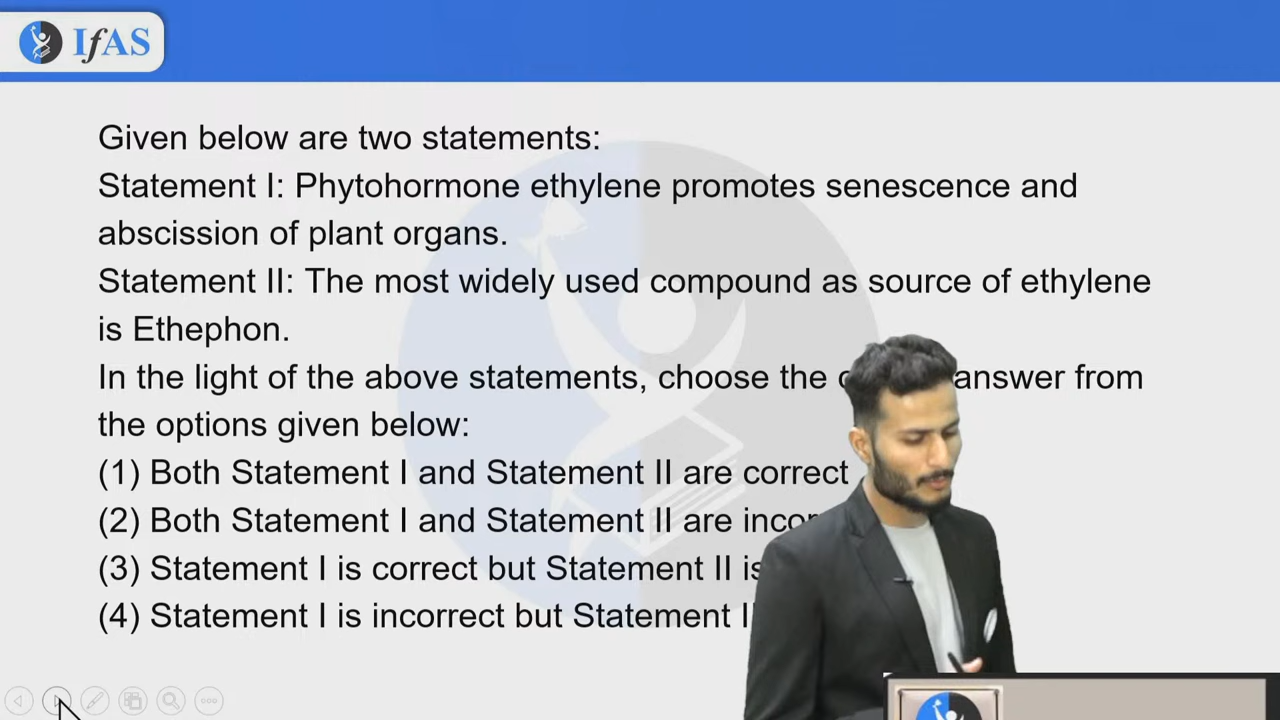 IfAS
Given below are two statements:
Statement I: Phytohormone ethylene promotes senescence and
abscission of plant organs.
Statement II: The most widely used compound as source of ethylene
is Ethephon.
In the light of the above statements, choose the answer from
the options given below:
(1) Both Statement I and Statement II are correct
(2) Both Statement I and Statement II are
(3) Statement I is correct but Statement II is
(4) Statement I is incorrect but Statement